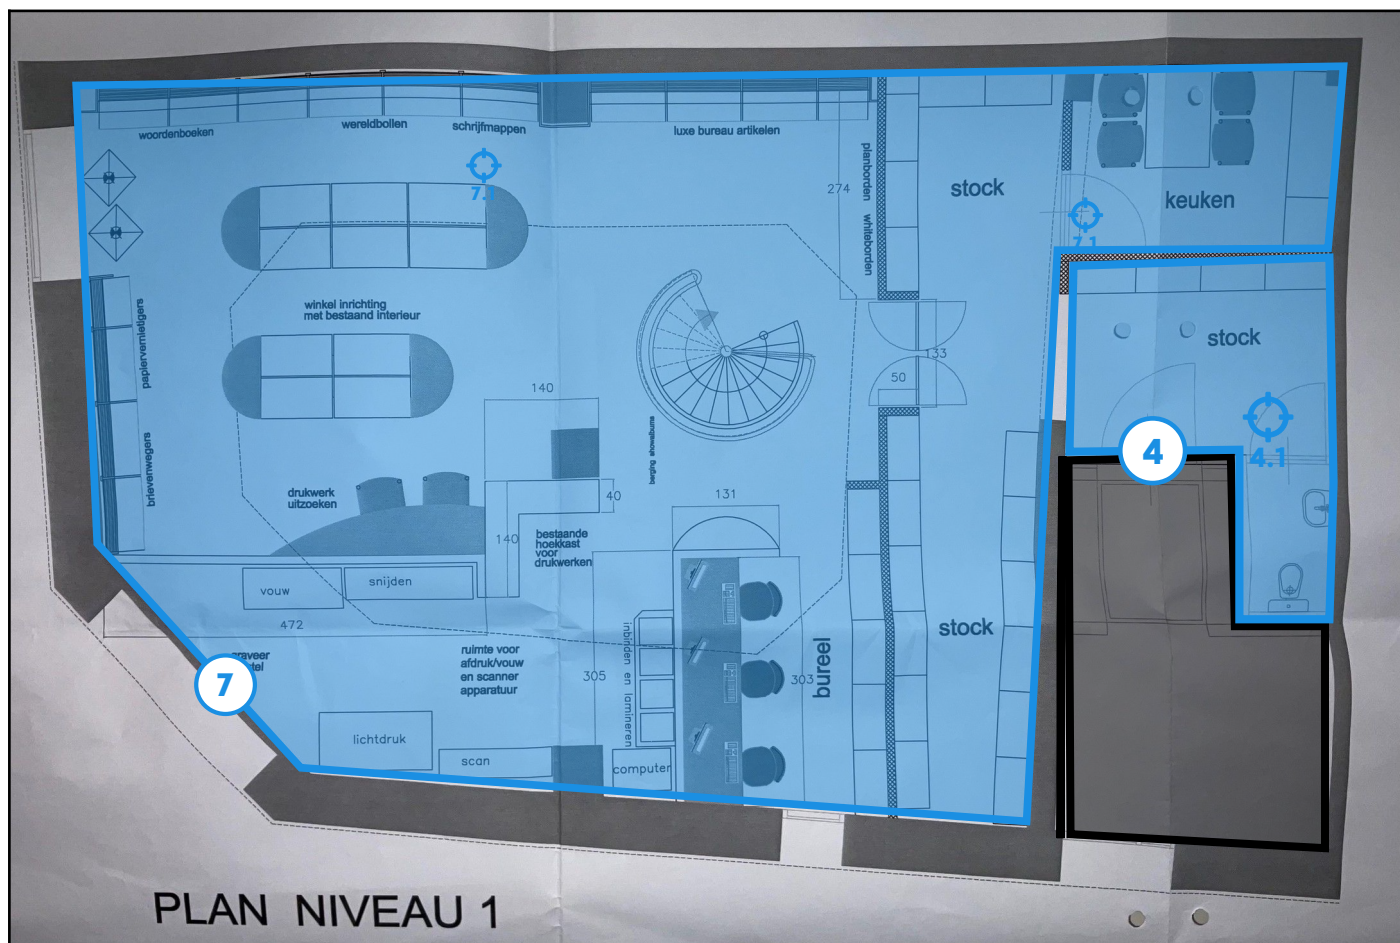 woordenboeken
wereldbollen
schrijfmappen
luxe bureau artikelen
7.1
274
planborden whiteborden
stock
keuken
7.1
papiervernietigers
brievenwegers
winkel inrichting
met bestaand interieur
stock
133
50
140
4
4.1
berging showalbums
drukwerk
uitzoeken
40
131
140
bestaande
hoekkast
voor
drukwerken
vouw
snijden
472
graveer
7
ruimte voor
afdruk/vouw
en scanner
apparatuur
305
inbinden en lamineren
303
bureel
stock
lichtdruk
scan
computer
PLAN NIVEAU 1